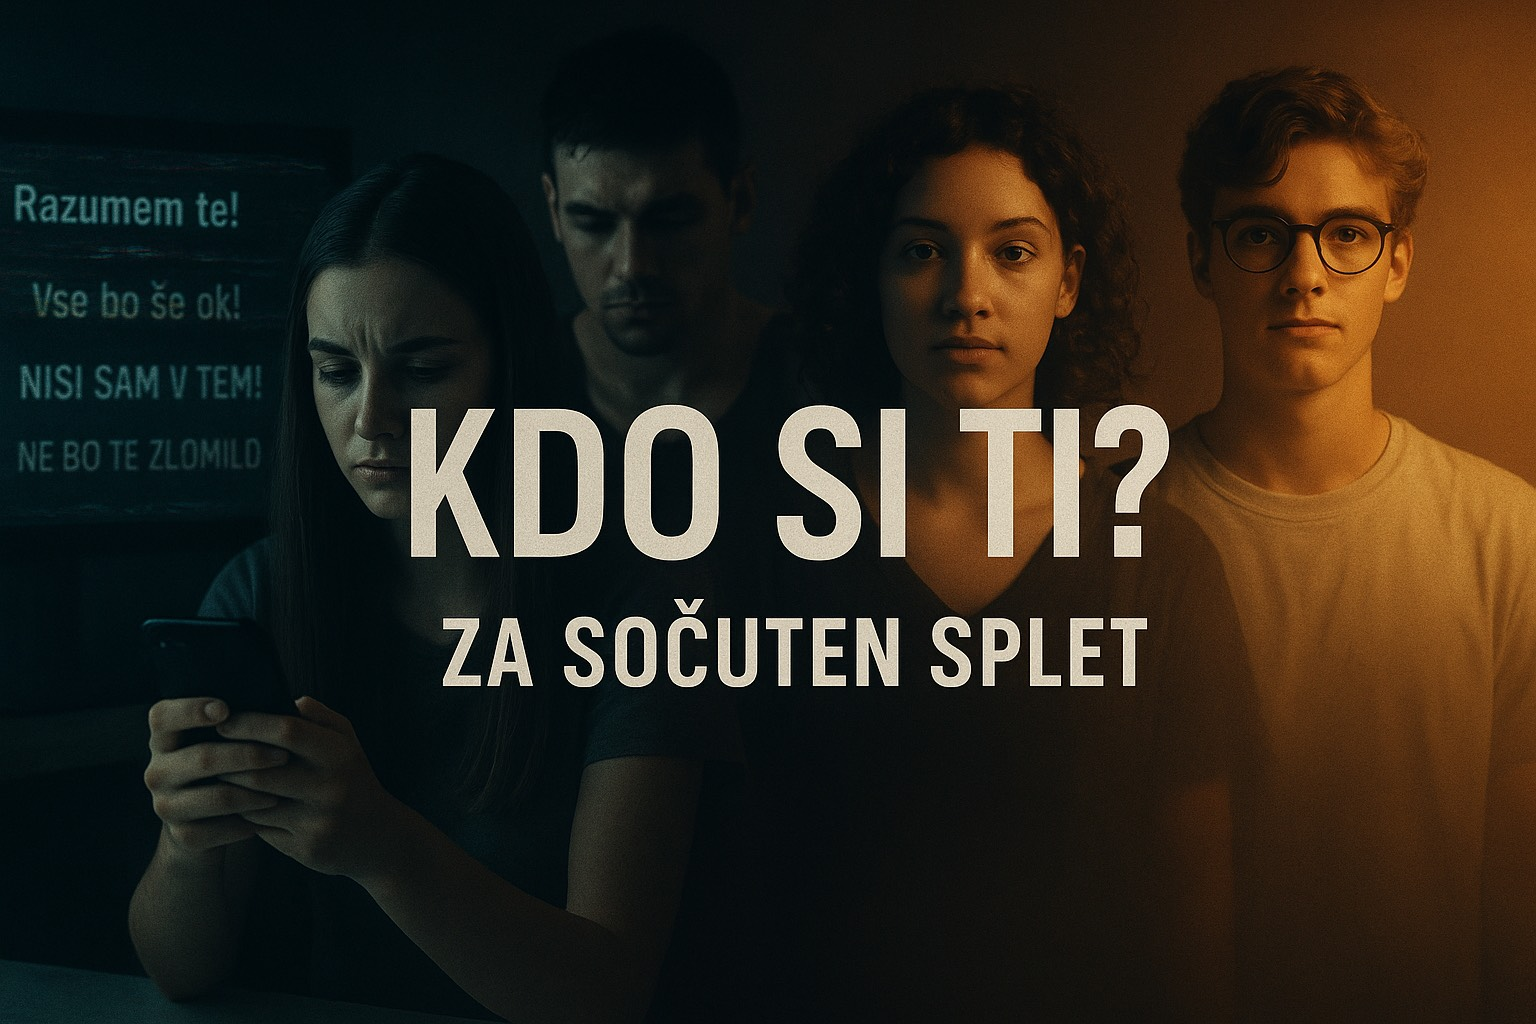 Razumem te!
Vse bo še ok!
NISI SAM V TEM!
NE BO TE ZLOMILO
KDO SI TI?
ZA SOČUTEN SPLET